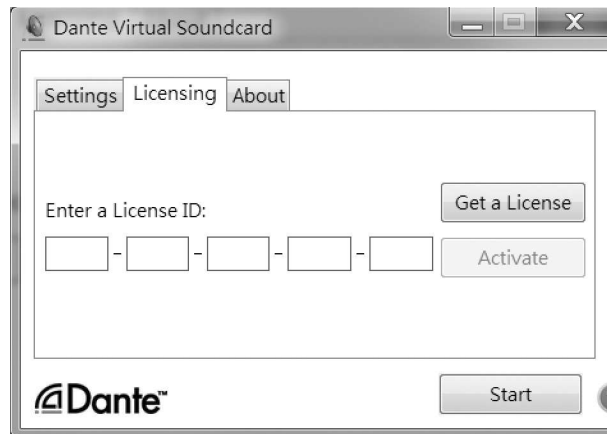 Dante Virtual Soundcard
Settings Licensing About
Get a License
Enter a License ID:
- - - -
Activate
Dante™
Start